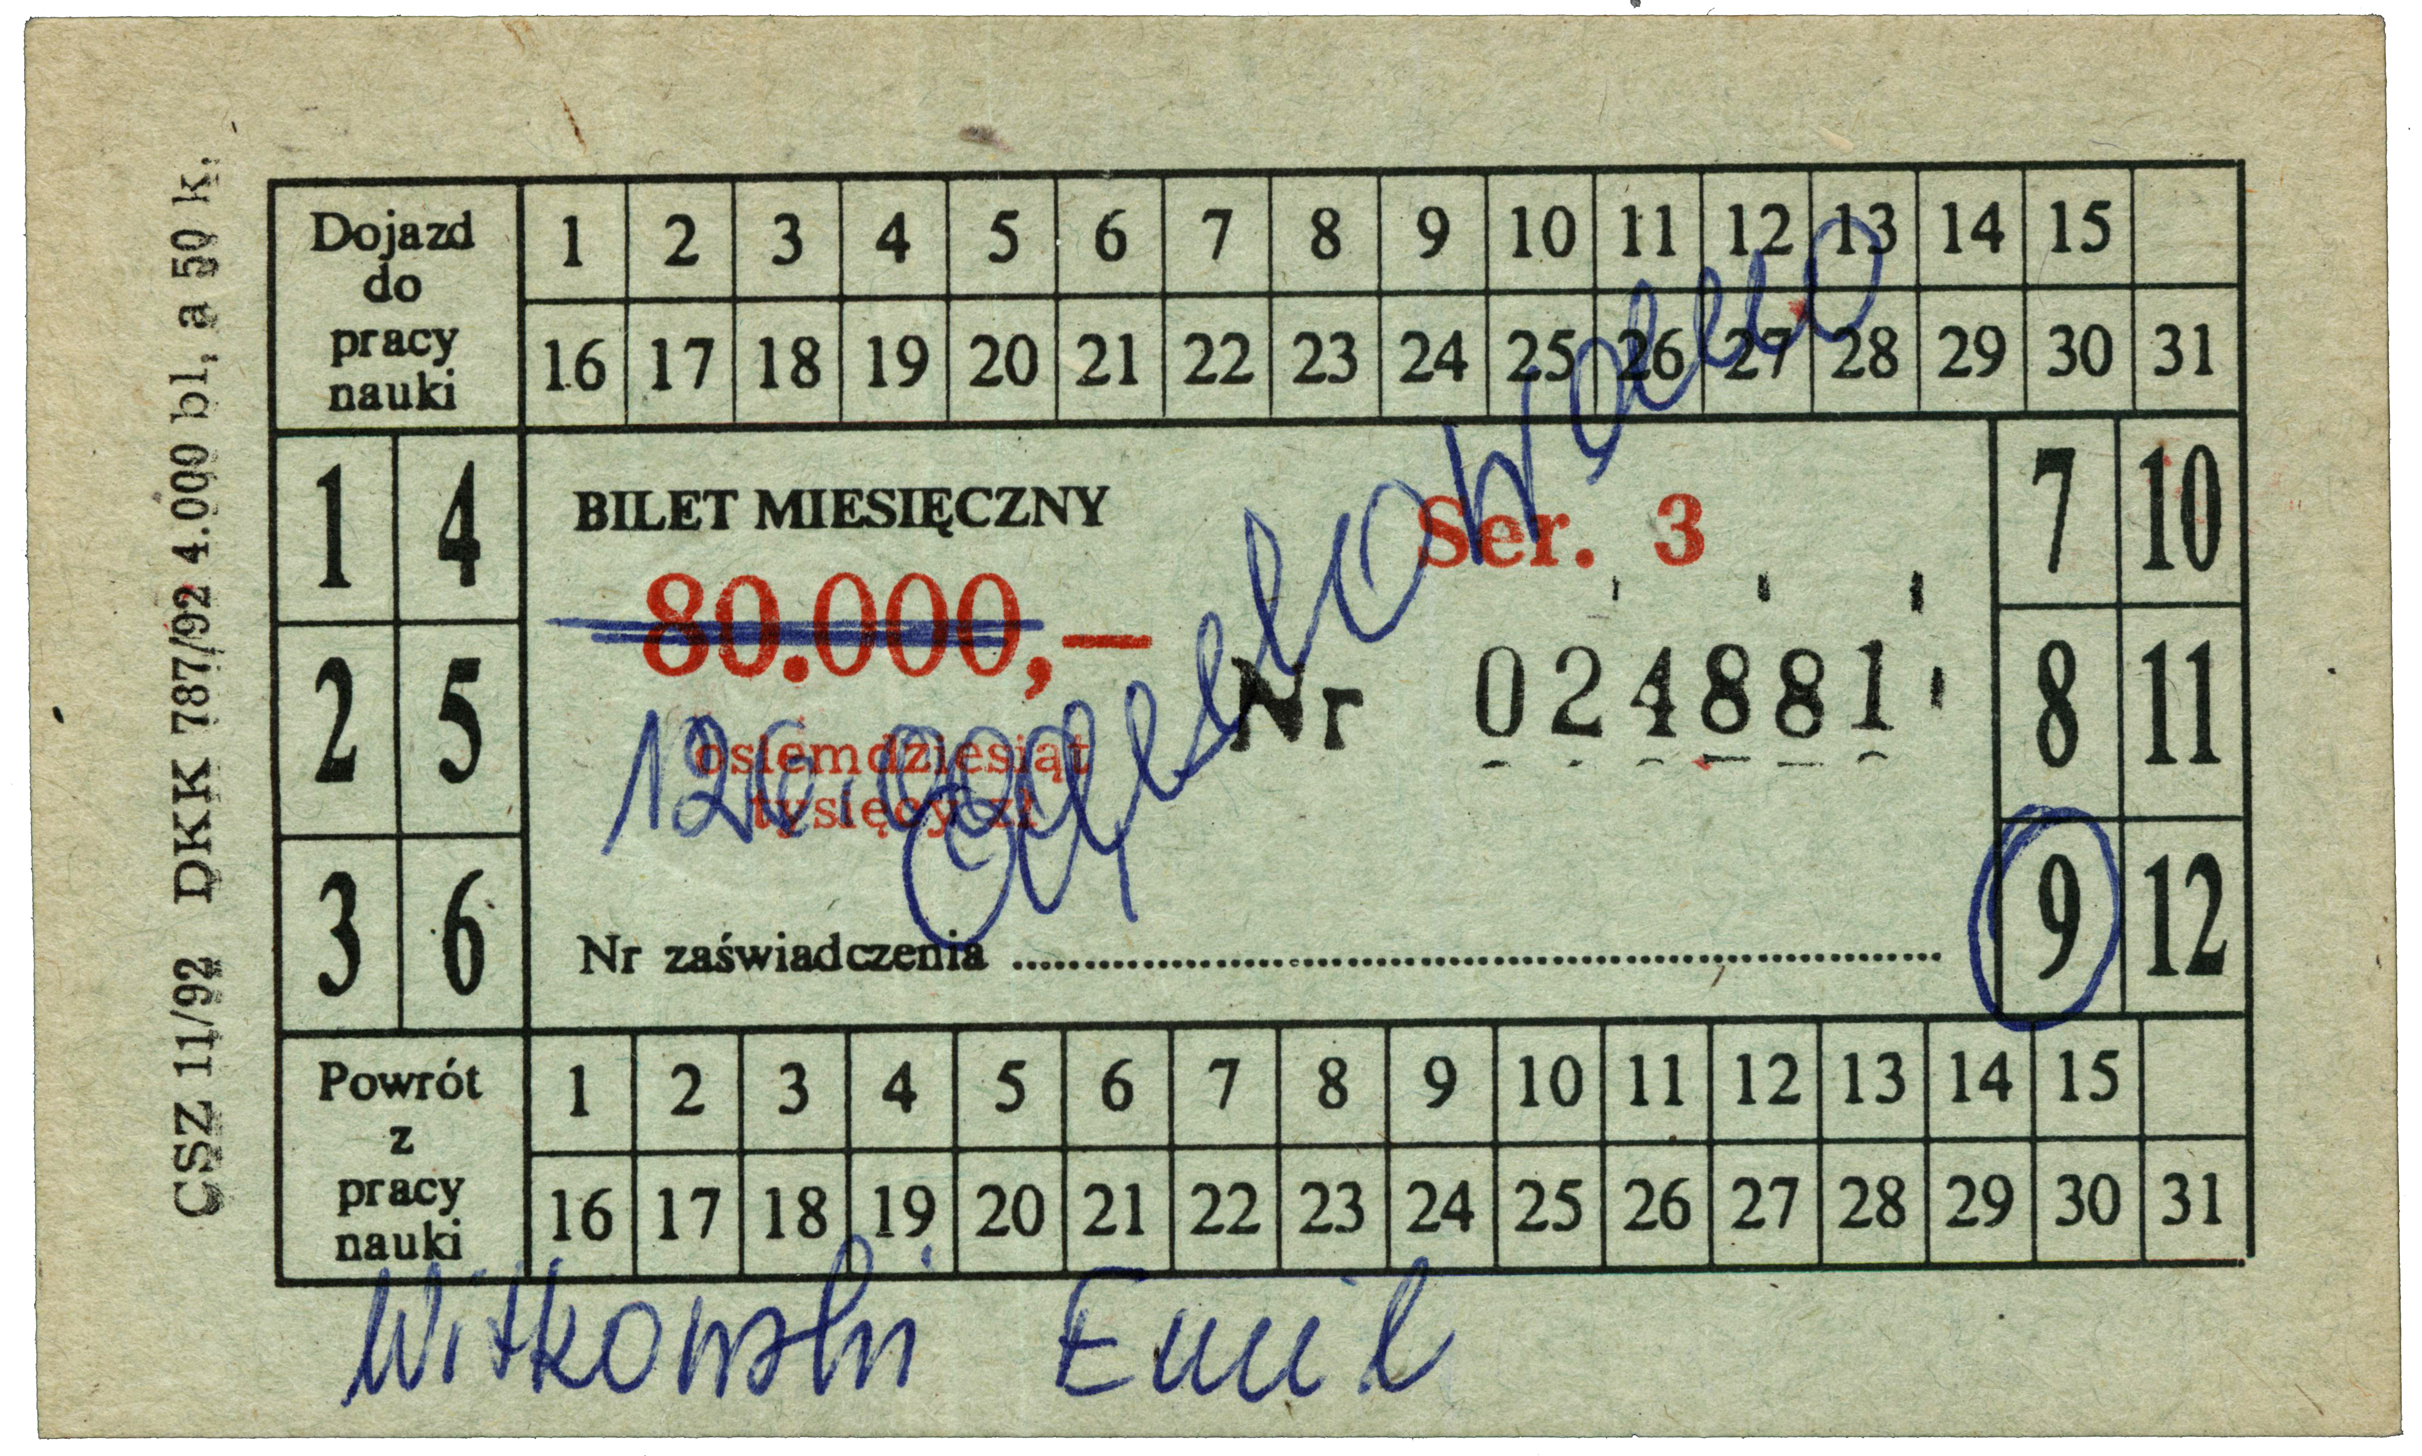 CSZ 11/92 DKK 787/92 4.000 bl, a 50 k.
Dojazd
do
pracy
nauki
1 2 3 4 5 6 7 8 9 10 11 12 13 14 15
16 17 18 19 20 21 22 23 24 25 26 27 28 29 30 31
1 4
2 5
3 6
BILET MIESIĘCZNY
Ser. 3
80.000,—
osiemdziesiąt
tysięcy zł
Nr 024881
Nr zaświadczenia ..........
7 10
8 11
9 12
Powrót
z
pracy
nauki
1 2 3 4 5 6 7 8 9 10 11 12 13 14 15
16 17 18 19 20 21 22 23 24 25 26 27 28 29 30 31
Witkowski Emil